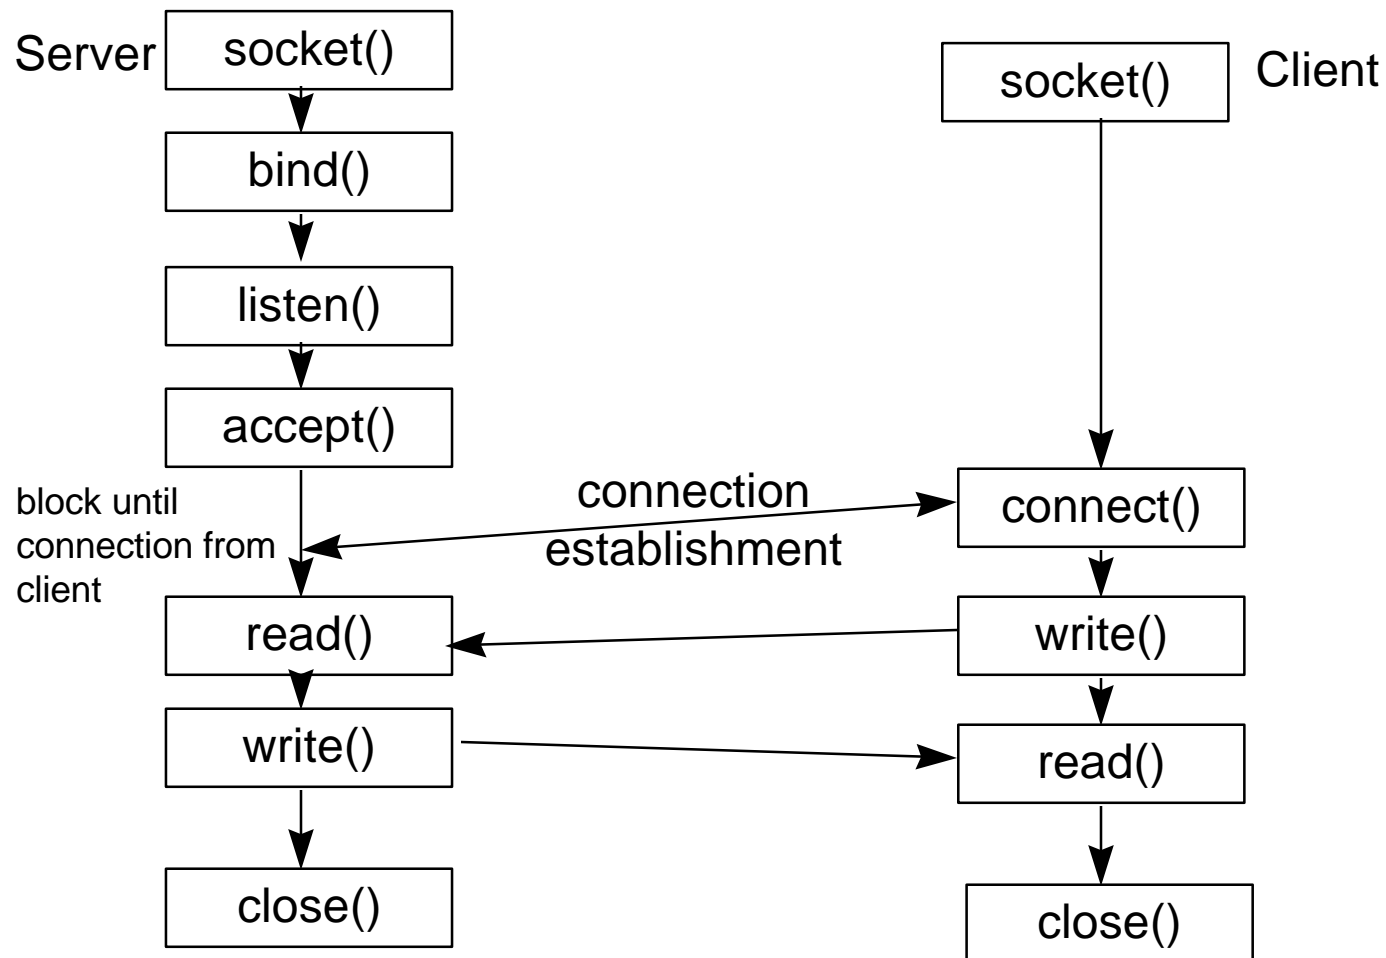 Server
socket()
bind()
listen()
accept()
block until
connection from
client
read()
write()
close()
connection
establishment
Client
socket()
connect()
write()
read()
close()